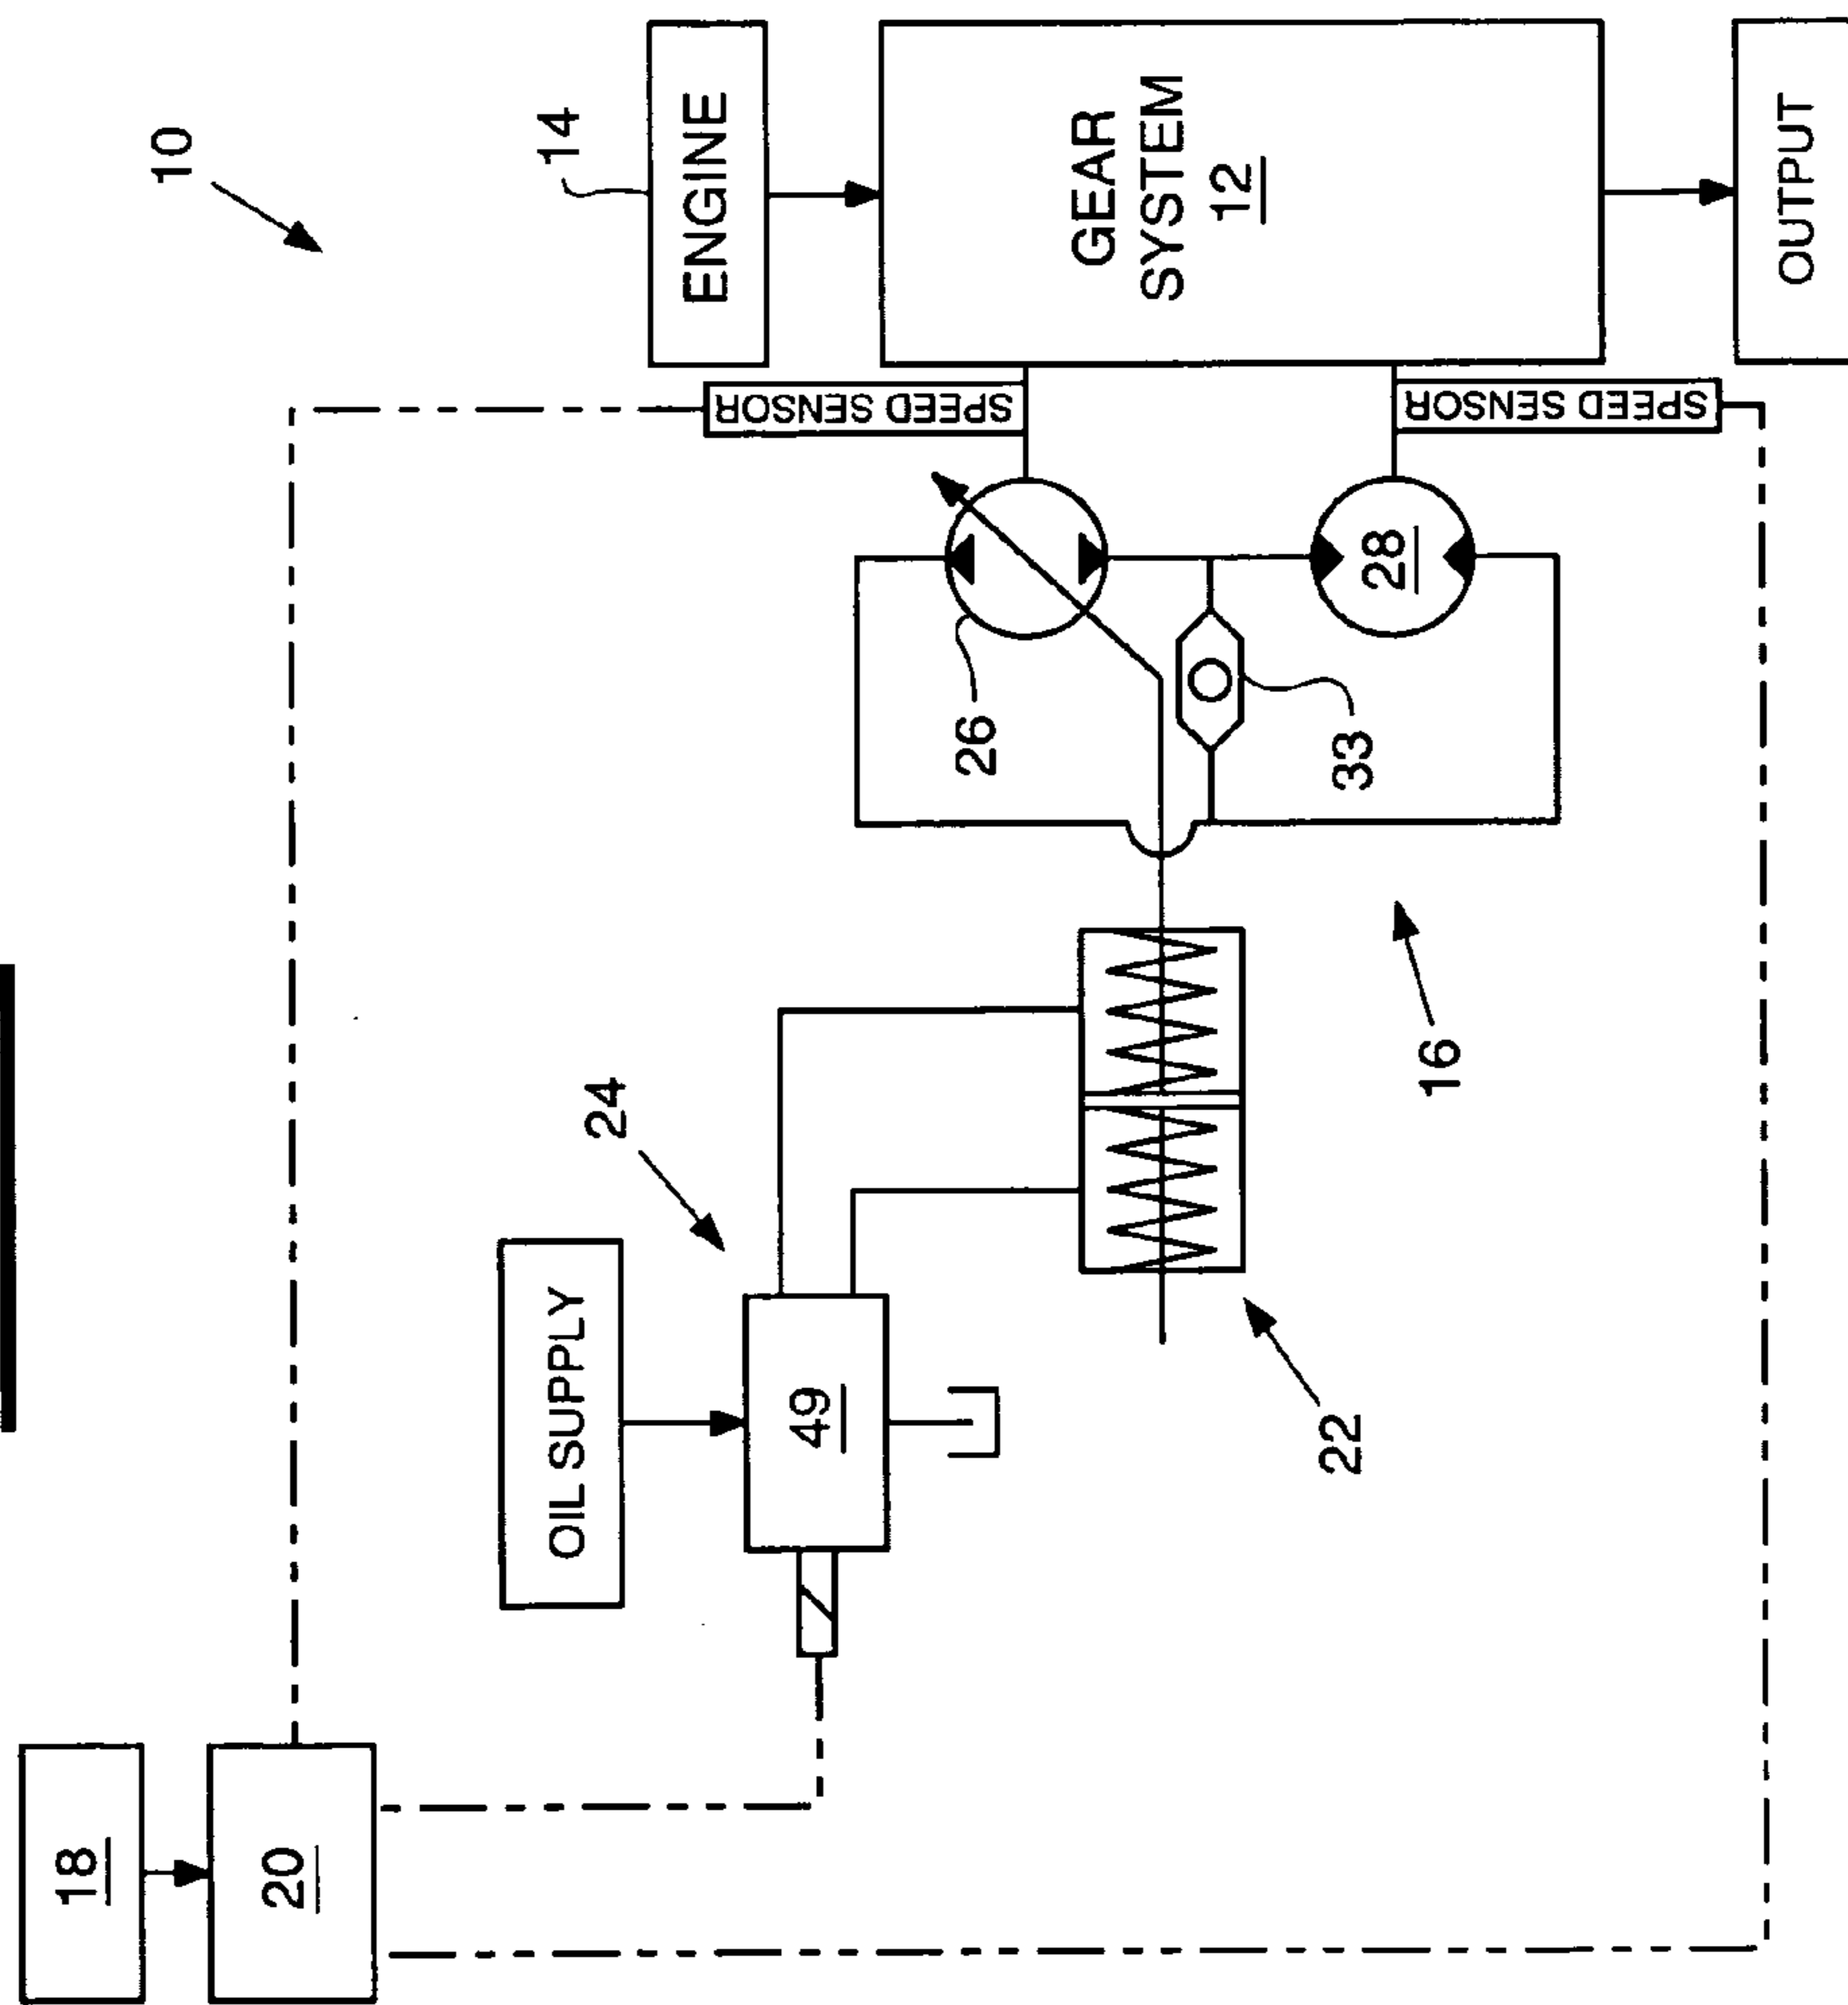 10
14
ENGINE
GEAR
SYSTEM
12
OUTPUT
SPEED SENSOR
SPEED SENSOR
26
28
33
16
24
OIL SUPPLY
49
22
18
20